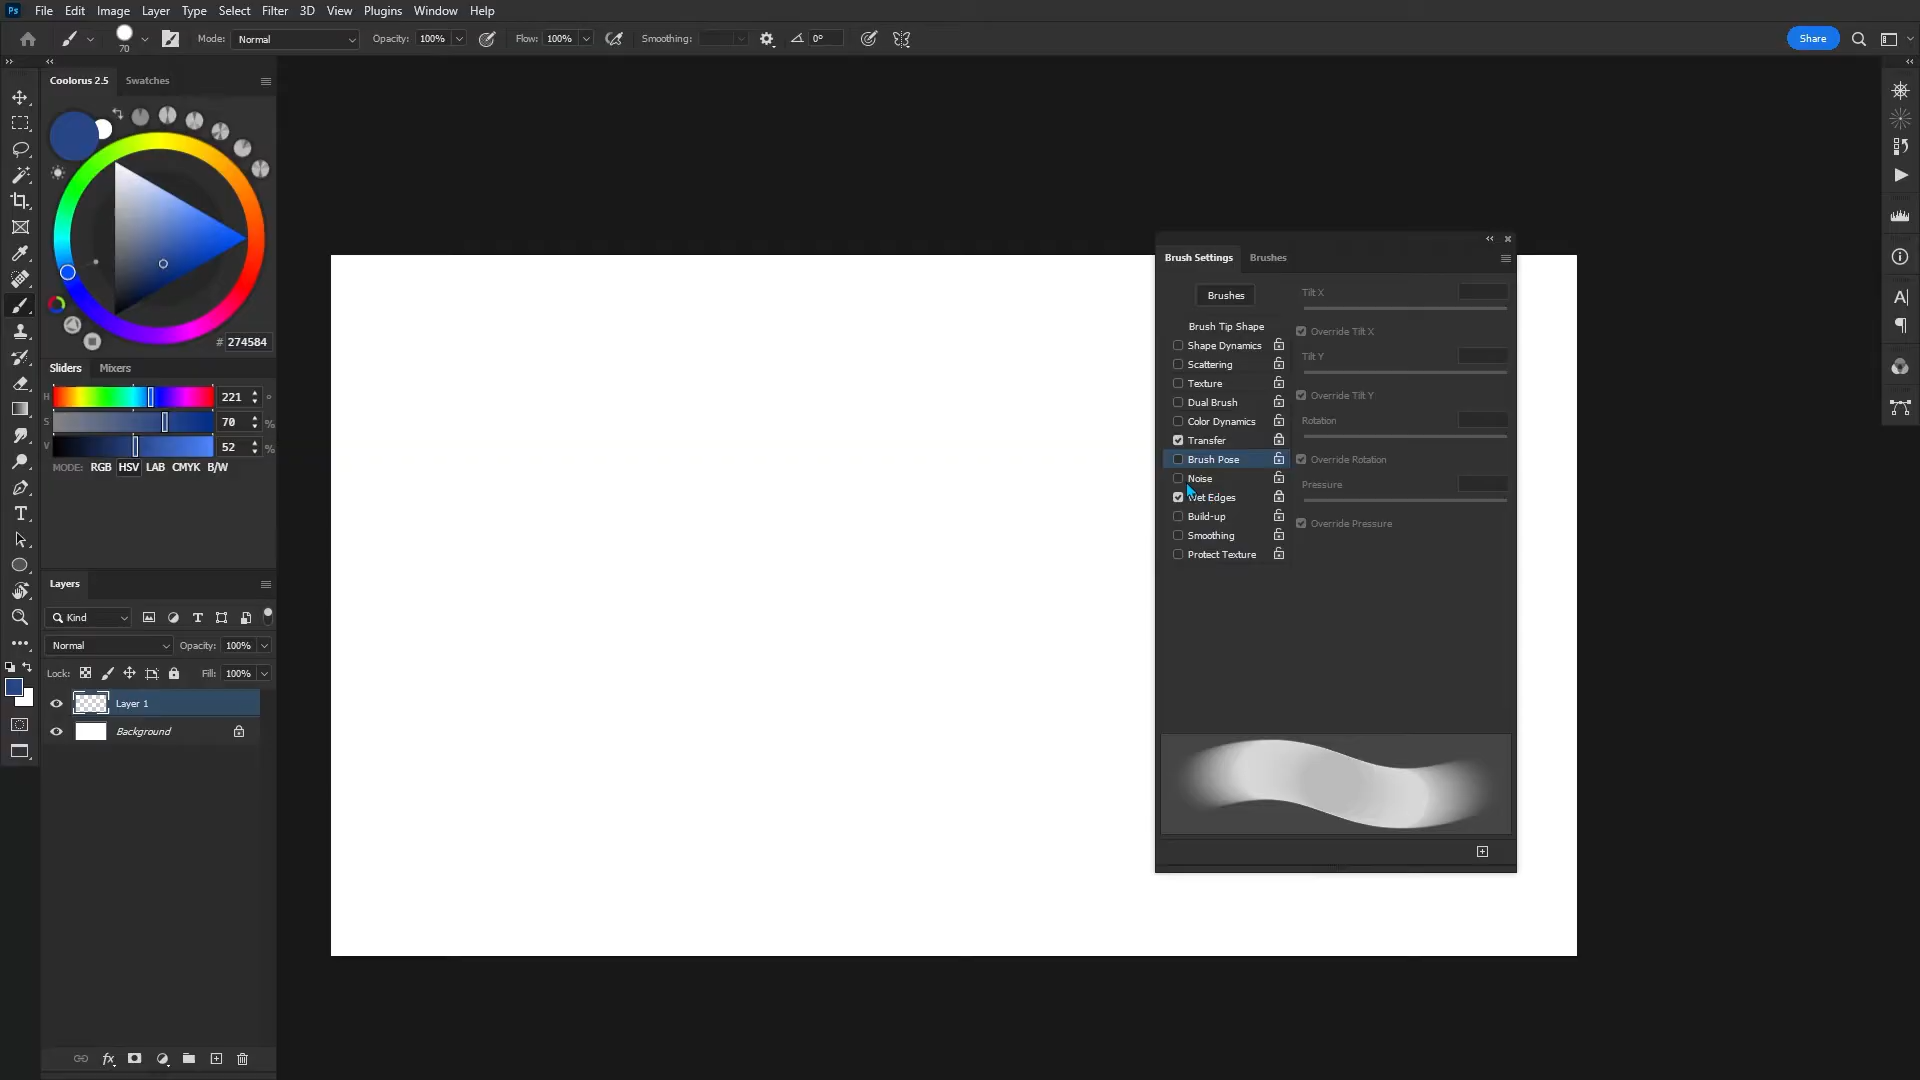 Ps File Edit Image Layer Type Select Filter 3D View Plugins Window Help
70 Mode: Normal Opacity: 100% Flow: 100% Smoothing: 0° Share
Coolorus 2.5 Swatches
# 274584
Sliders Mixers
H 221 °
S 70 %
V 52 %
MODE: RGB HSV LAB CMYK B/W
Layers
Kind
Normal Opacity: 100%
Lock: Fill: 100%
Layer 1
Background
fx
Brush Settings Brushes
Brushes
Brush Tip Shape
Shape Dynamics
Scattering
Texture
Dual Brush
Color Dynamics
Transfer
Brush Pose
Noise
Wet Edges
Build-up
Smoothing
Protect Texture
Tilt X
Override Tilt X
Tilt Y
Override Tilt Y
Rotation
Override Rotation
Pressure
Override Pressure